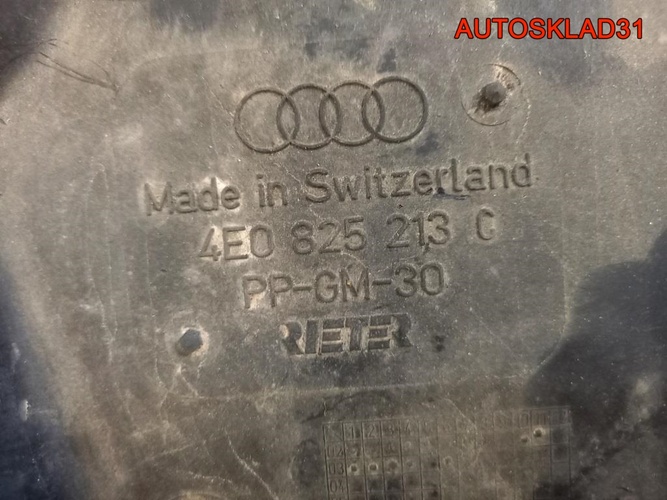 AUTOSKLAD31
Made in Switzerland
4E0 825 213 C
PP-GM-30
RIETER